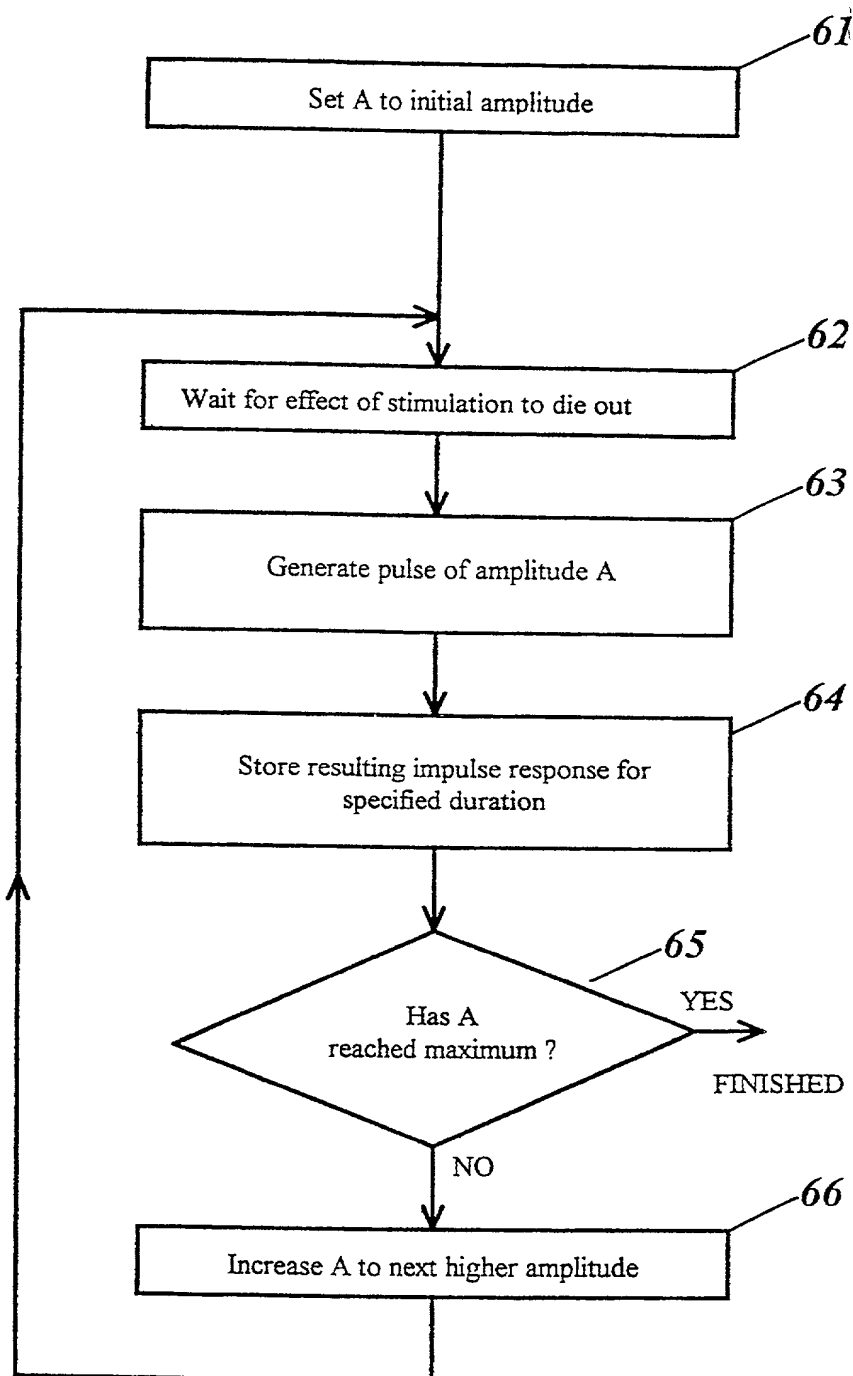 61
Set A to initial amplitude
62
Wait for effect of stimulation to die out
63
Generate pulse of amplitude A
64
Store resulting impulse response for
specified duration
65
Has A
reached maximum ?
YES
FINISHED
NO
66
Increase A to next higher amplitude